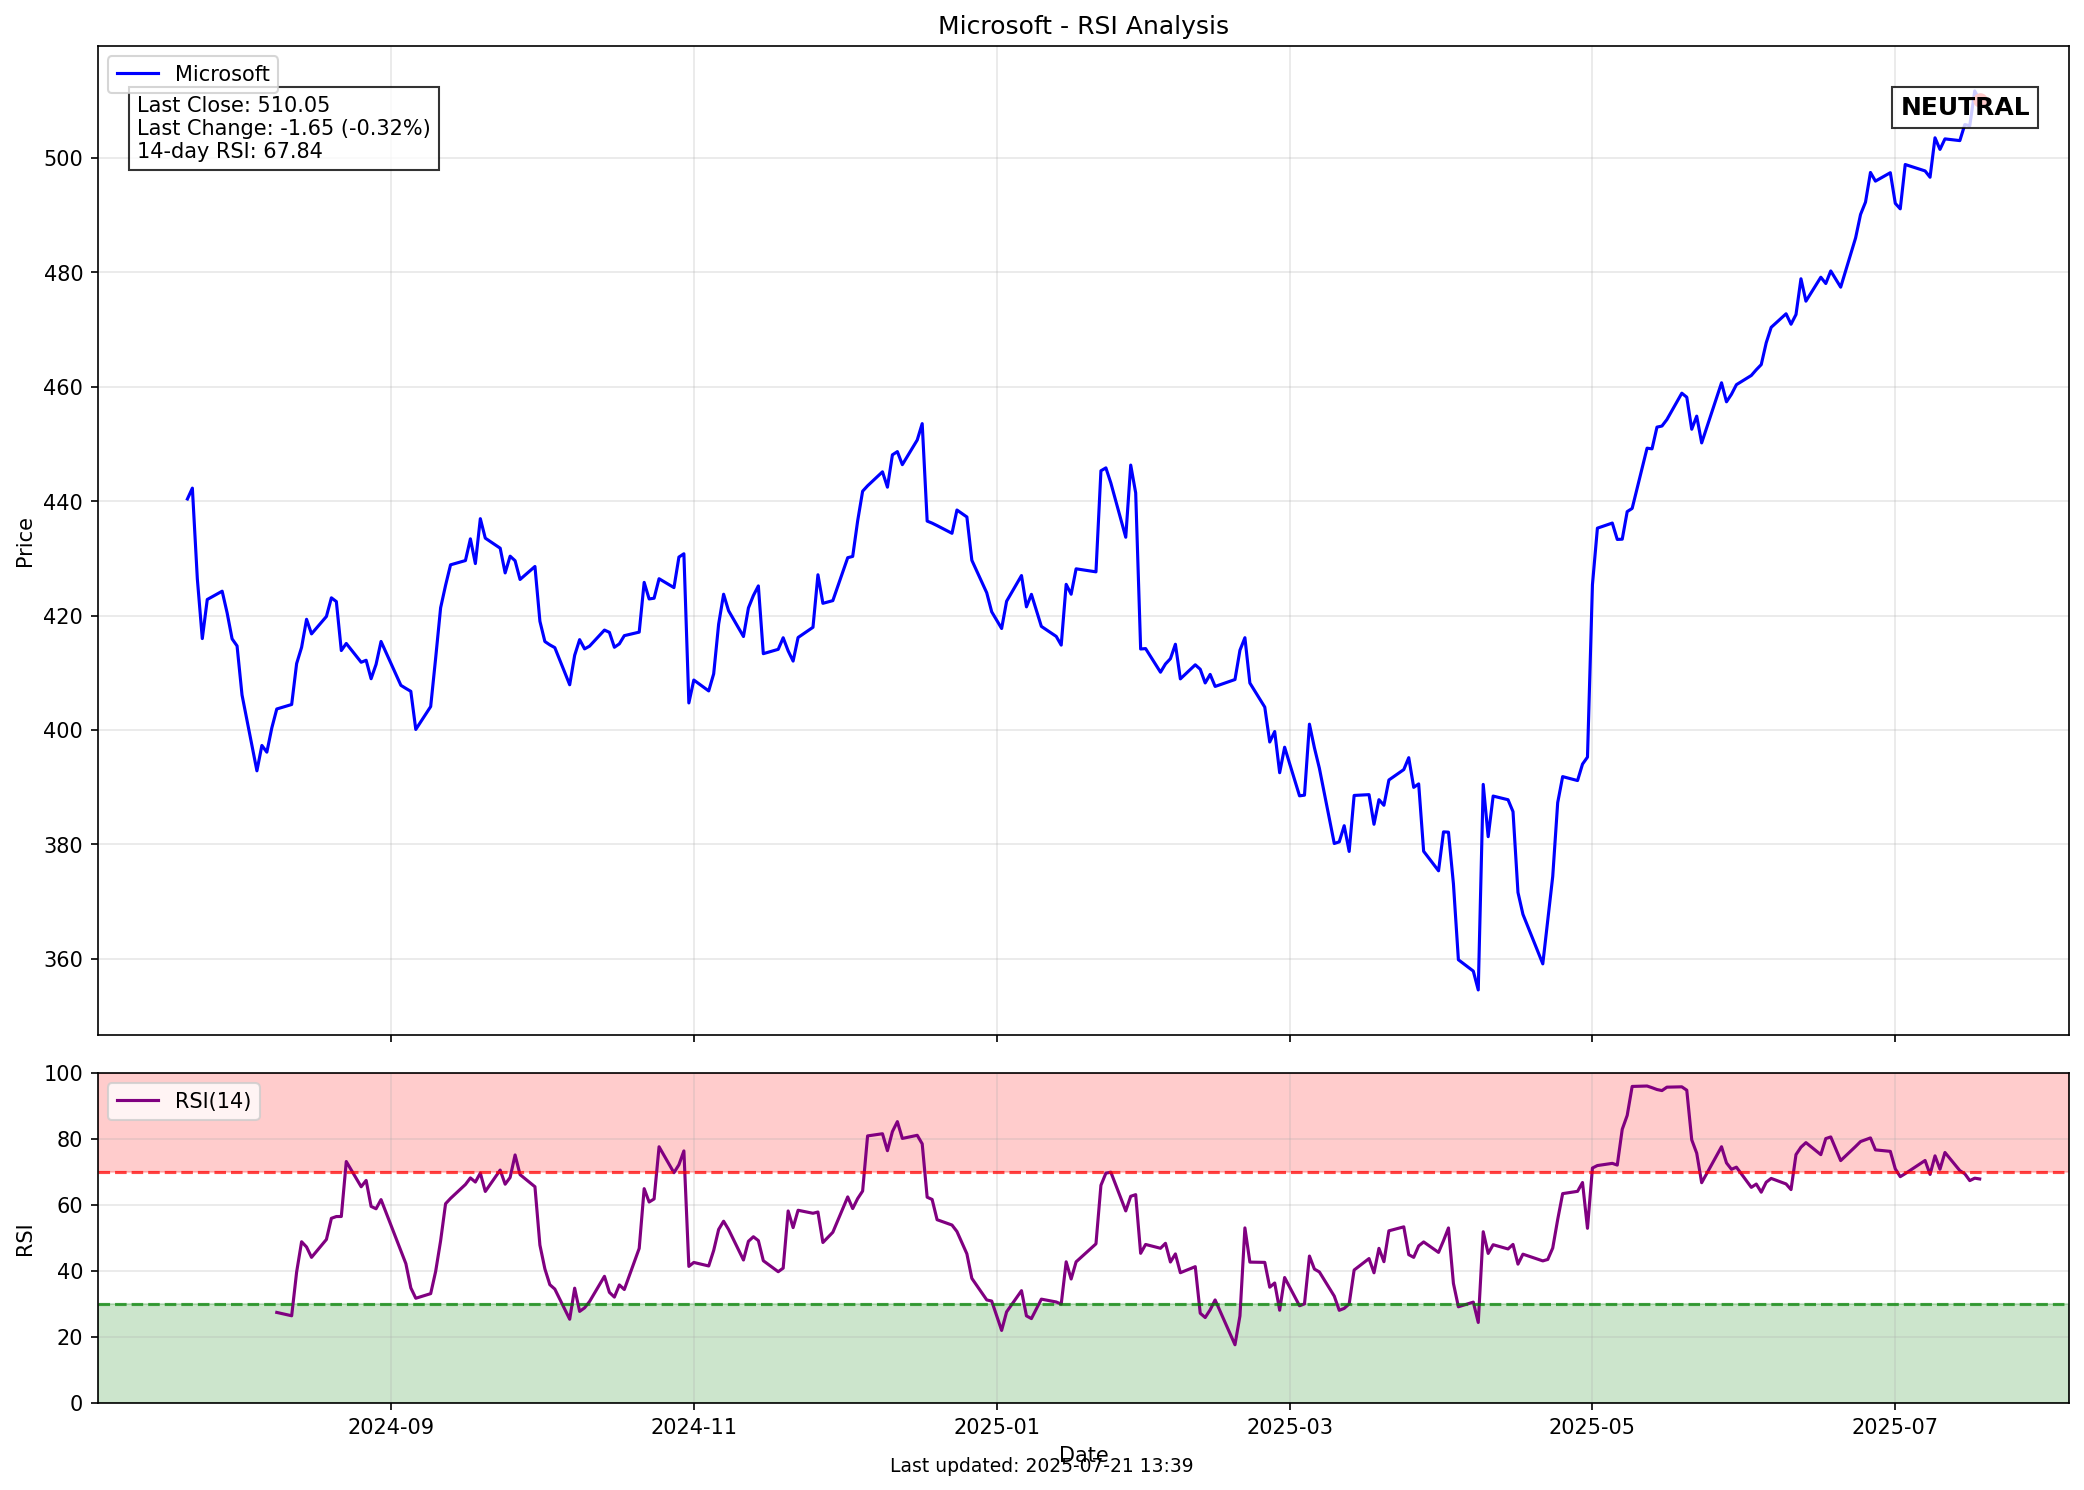 Microsoft - RSI Analysis
Microsoft
Last Close: 510.05
Last Change: -1.65 (-0.32%)
14-day RSI: 67.84
NEUTRAL
Price
500
480
460
440
420
400
380
360
RSI
RSI(14)
100
80
60
40
20
0
2024-09
2024-11
2025-01
2025-03
2025-05
2025-07
Date
Last updated: 2025-07-21 13:39